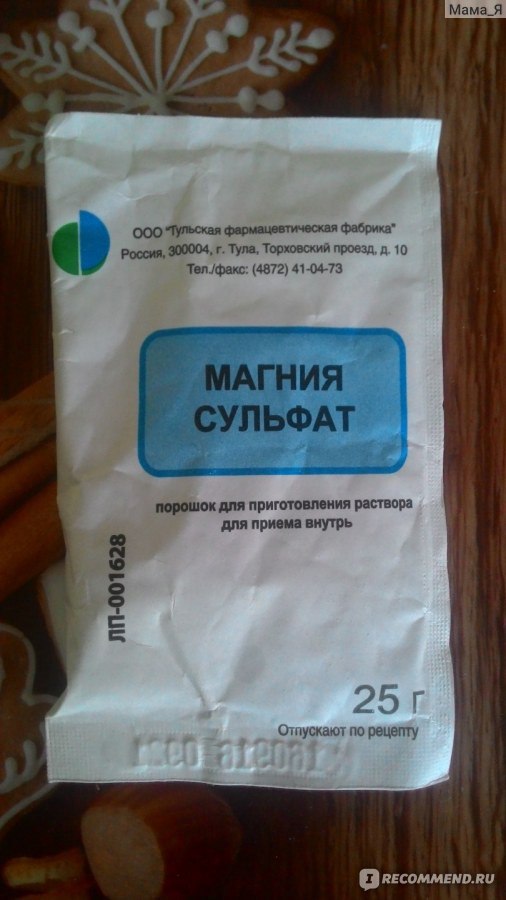 Мама_Я
ООО "Тульская фармацевтическая фабрика"
Россия, 300004, г. Тула, Торховский проезд, д. 10
Тел./факс: (4872) 41-04-73
МАГНИЯ
СУЛЬФАТ
порошок для приготовления раствора
для приема внутрь
ЛП-001628
25 г
Отпускают по рецепту
IRECOMMEND.RU